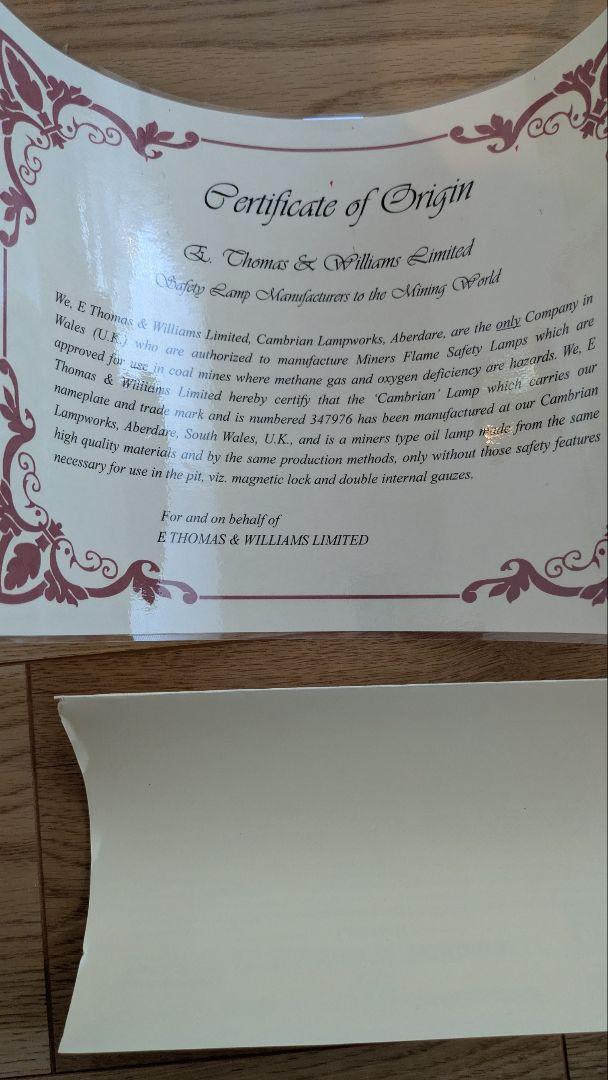 Certificate of Origin
E. Thomas & Williams Limited
Safety Lamp Manufacturers to the Mining World
We, E Thomas & Williams Limited, Cambrian Lampworks, Aberdare, are the only Company in
Wales (U.K.) who are authorized to manufacture Miners Flame Safety Lamps which are
approved for use in coal mines where methane gas and oxygen deficiency are hazards. We, E
Thomas & Williams Limited hereby certify that the ‘Cambrian’ Lamp which carries our
nameplate and trade mark and is numbered 347976 has been manufactured at our Cambrian
Lampworks, Aberdare, South Wales, U.K., and is a miners type oil lamp made from the same
high quality materials and by the same production methods, only without those safety features
necessary for use in the pit, viz. magnetic lock and double internal gauzes.
For and on behalf of
E THOMAS & WILLIAMS LIMITED